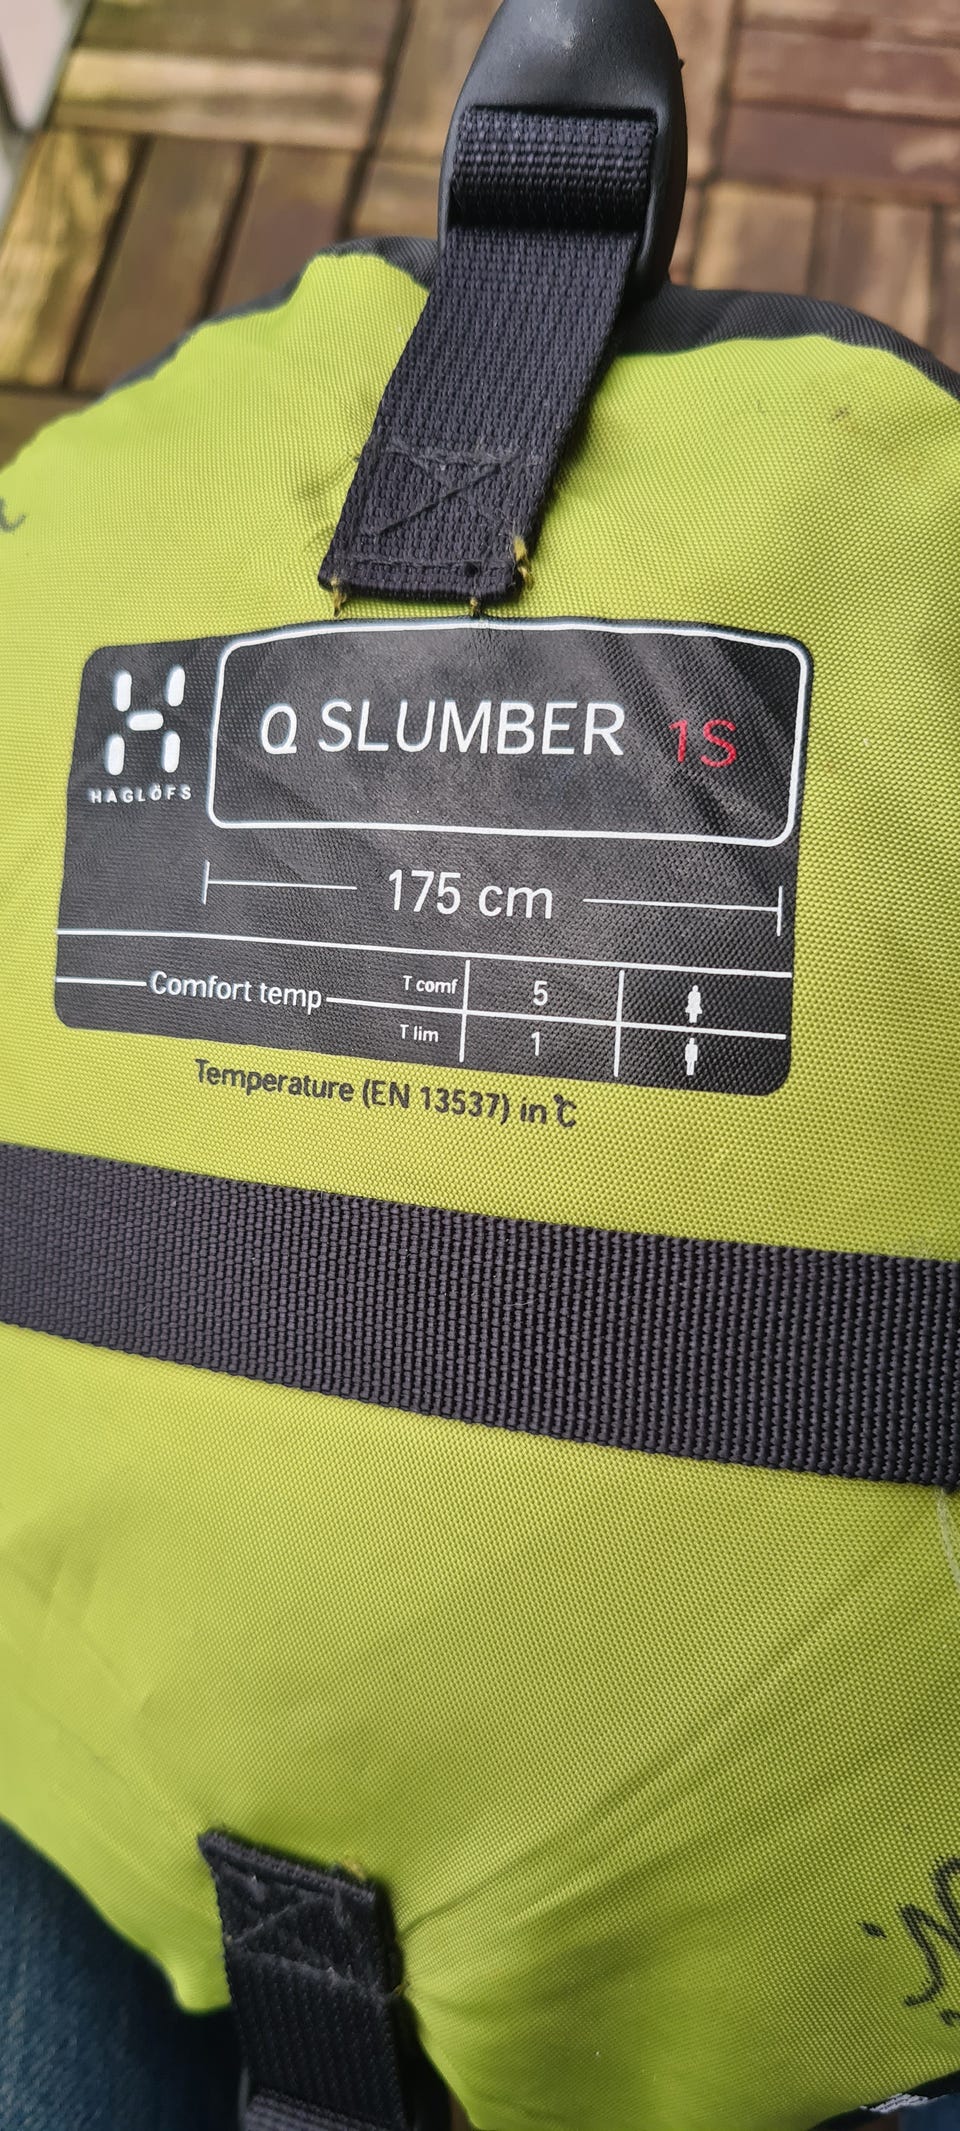 HAGLÖFS
Q SLUMBER 1S
175 cm
Comfort temp
T comf 5
T lim 1
Temperature (EN 13537) in °C